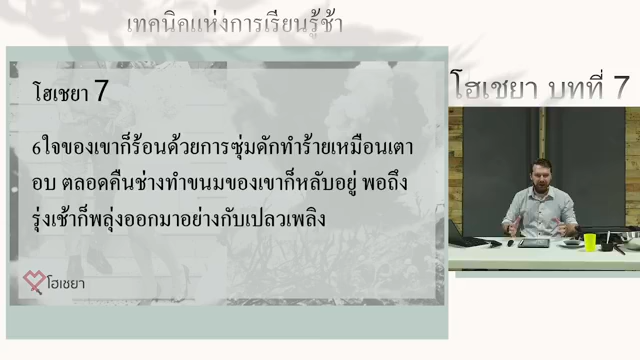 เทคนิคแห่งการเรียนรู้ช้า
โฮเชยา 7
โฮเชยา บทที่ 7
6ใจของเขาก็ร้อนด้วยการซุ่มดักทำร้ายเหมือนเตา
อบ ตลอดคืนช่างทำขนมของเขาก็หลับอยู่ พอถึง
รุ่งเช้าก็พลุ่งออกมาอย่างกับเปลวเพลิง
โฮเชยา